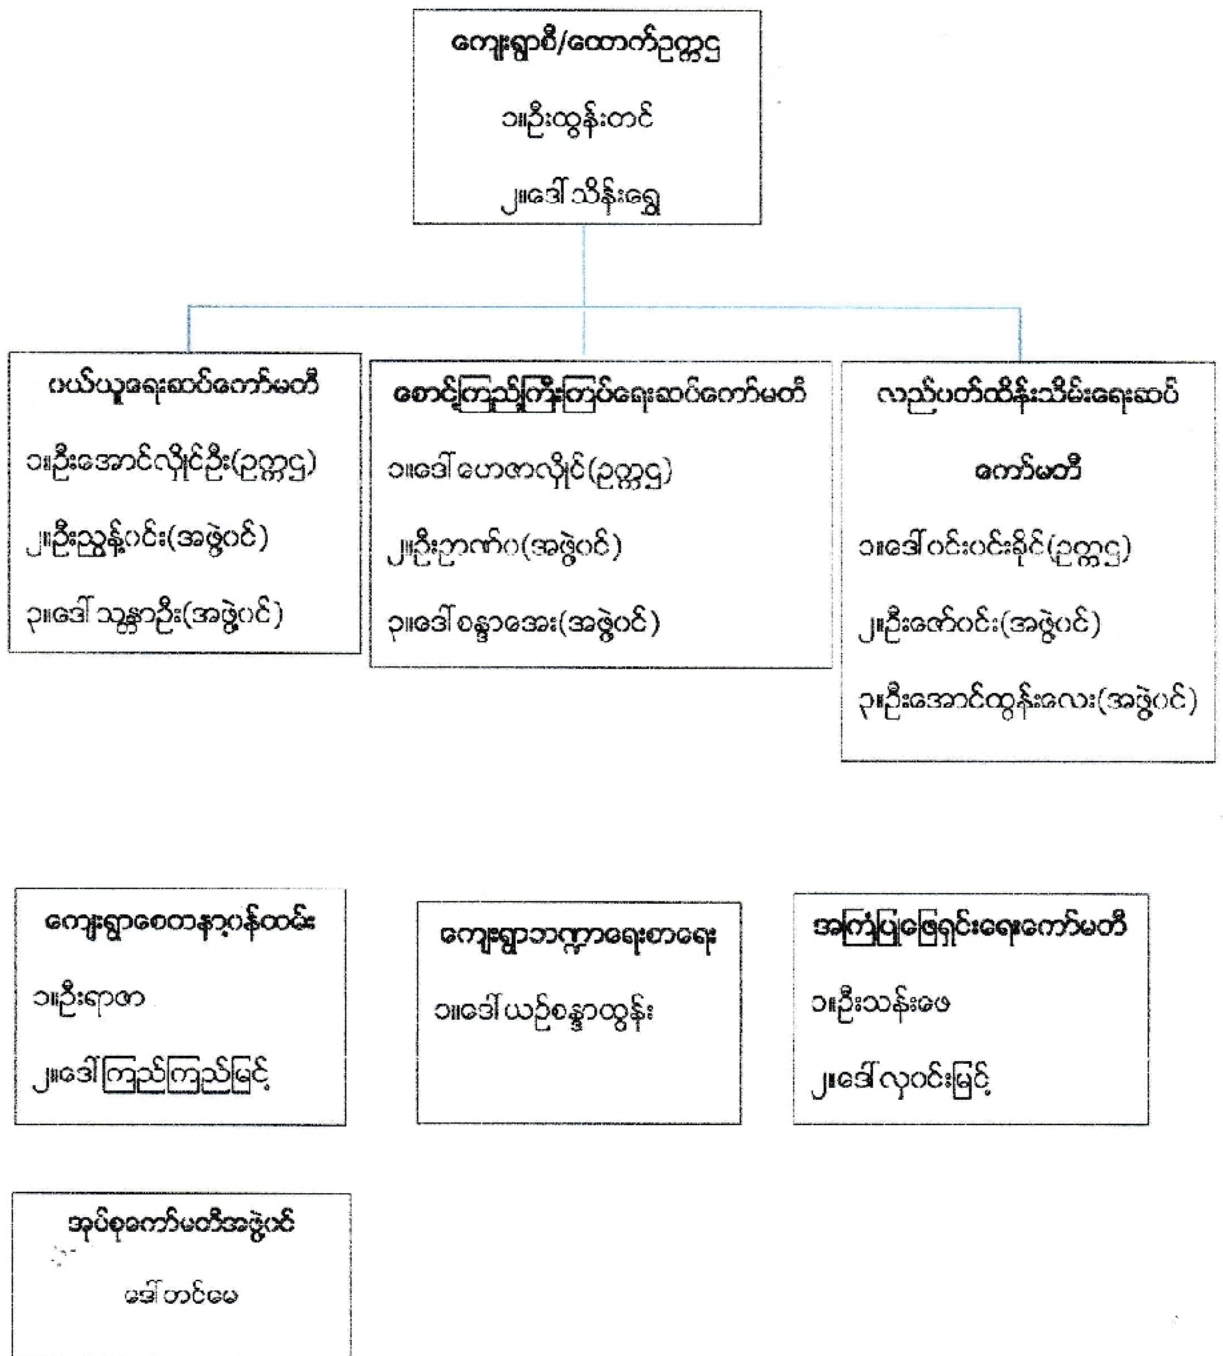 ကျေးရွာစီ/ထောက်ဥက္ကဌ
၁။ဦးထွန်းတင်
၂။ဒေါ်သိန်းရွှေ
ဝယ်ယူရေးဆပ်ကော်မတီ
၁။ဦးအောင်လှိုင်ဦး(ဥက္ကဌ)
၂။ဦးညွန့်ဝင်း(အဖွဲ့ဝင်)
၃။ဒေါ်သန္တာဦး(အဖွဲ့ဝင်)
စောင့်ကြည့်ကြီးကြပ်ရေးဆပ်ကော်မတီ
၁။ဒေါ်ဟေဇာလှိုင်(ဥက္ကဌ)
၂။ဦးဉာဏ်ဝ(အဖွဲ့ဝင်)
၃။ဒေါ်စန္ဒာအေး(အဖွဲ့ဝင်)
လည်ပတ်ထိန်းသိမ်းရေးဆပ်
ကော်မတီ
၁။ဒေါ်ဝင်းဝင်းခိုင်(ဥက္ကဌ)
၂။ဦးဇော်ဝင်း(အဖွဲ့ဝင်)
၃။ဦးအောင်ထွန်းလေး(အဖွဲ့ဝင်)
ကျေးရွာစေတနာ့ဝန်ထမ်း
၁။ဦးရာဇာ
၂။ဒေါ်ကြည်ကြည်မြင့်
ကျေးရွာဘဏ္ဍာရေးစာရေး
၁။ဒေါ်ယဉ်စန္ဒာထွန်း
အကြံပြုဖြေရှင်းရေးကော်မတီ
၁။ဦးသန်းဖေ
၂။ဒေါ်လှဝင်းမြင့်
အုပ်စုကော်မတီအဖွဲ့ဝင်
ဒေါ်တင်မေ